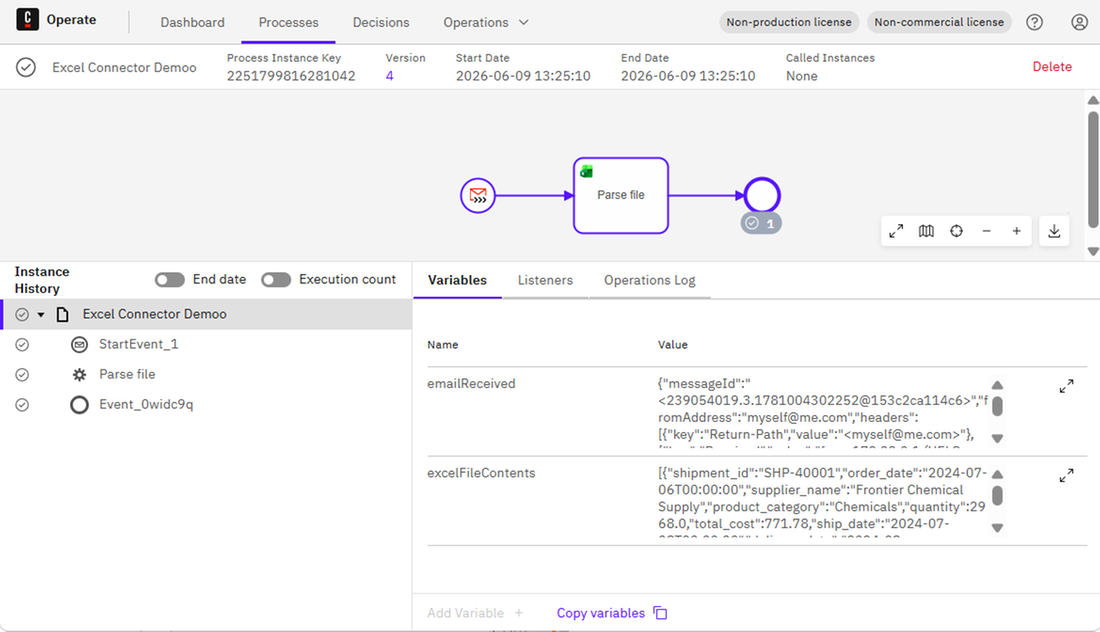 Operate
Dashboard
Processes
Decisions
Operations
Non-production license
Non-commercial license
Excel Connector Demoo
Process Instance Key
2251799816281042
Version
4
Start Date
2026-06-09 13:25:10
End Date
2026-06-09 13:25:10
Called Instances
None
Delete
Parse file
1
Instance
History
End date
Execution count
Excel Connector Demoo
StartEvent_1
Parse file
Event_0widc9q
Variables
Listeners
Operations Log
Name
Value
emailReceived
{"messageId":"
<239054019.3.1781004302252@153c2ca114c6>","f
romAddress":"myself@me.com","headers":
[{"key":"Return-Path","value":"<myself@me.com>"},
excelFileContents
[{"shipment_id":"SHP-40001","order_date":"2024-07-
06T00:00:00","supplier_name":"Frontier Chemical
Supply","product_category":"Chemicals","quantity":29
68.0,"total_cost":771.78,"ship_date":"2024-07-
Add Variable +
Copy variables